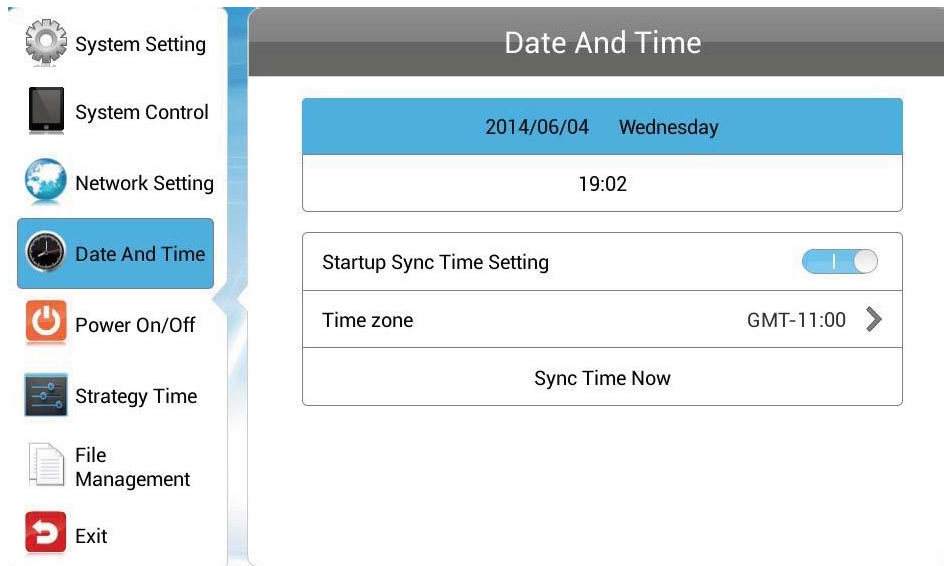 System Setting
System Control
Network Setting
Date And Time
Power On/Off
Strategy Time
File
Management
Exit
Date And Time
2014/06/04 Wednesday
19:02
Startup Sync Time Setting
Time zone GMT-11:00
Sync Time Now